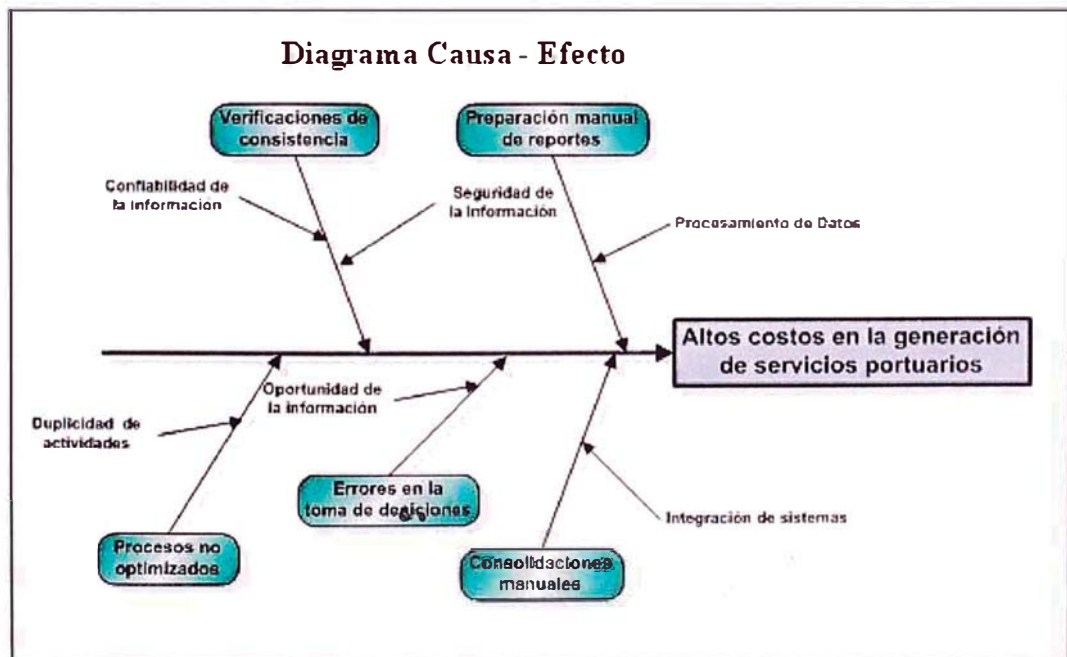 Diagrama Causa - Efecto
Verificaciones de
consistencia
Preparación manual
de reportes
Confiabilidad de
la información
Seguridad de
la Información
Procesamiento de Datos
Altos costos en la generación
de servicios portuarios
Oportunidad de
la información
Duplicidad de
actividades
Errores en la
toma de desiciones
Integración de sistemas
Procesos no
optimizados
Consolidaciones
manuales